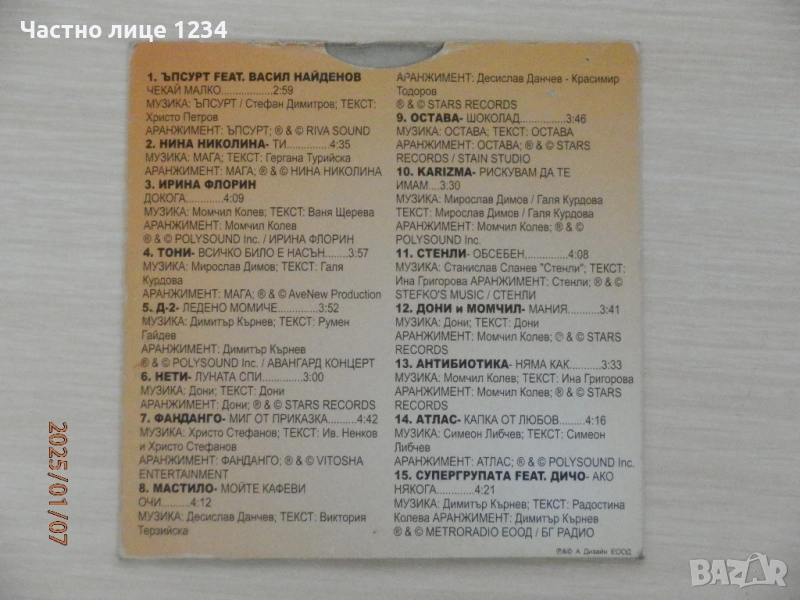 Частно лице 1234
1. ЪПСУРТ FEAT. ВАСИЛ НАЙДЕНОВ
ЧЕКАЙ МАЛКО..................2:59
МУЗИКА: ЪПСУРТ / Стефан Димитров; ТЕКСТ:
Христо Петров
АРАНЖИМЕНТ: ЪПСУРТ; ® & © RIVA SOUND
2. НИНА НИКОЛИНА- ТИ...............4:35
МУЗИКА: МАГА; ТЕКСТ: Гергана Турийска
АРАНЖИМЕНТ: МАГА; ® & © НИНА НИКОЛИНА
3. ИРИНА ФЛОРИН
ДОКОГА...............4:09
МУЗИКА: Момчил Колев; ТЕКСТ: Ваня Щерева
АРАНЖИМЕНТ: Момчил Колев
® & © POLYSOUND Inc. / ИРИНА ФЛОРИН
4. ТОНИ- ВСИЧКО БИЛО Е НАСЪН........3:57
МУЗИКА: Мирослав Димов; ТЕКСТ: Галя
Курдова
АРАНЖИМЕНТ: МАГА; ® & © AveNew Production
5. Д-2- ЛЕДЕНО МОМИЧЕ...............3:52
МУЗИКА: Димитър Кърнев; ТЕКСТ: Румен
Гайдев
АРАНЖИМЕНТ: Димитър Кърнев
® & © POLYSOUND Inc. / АВАНГАРД КОНЦЕРТ
6. НЕТИ- ЛУНАТА СПИ...............3:00
МУЗИКА: Дони; ТЕКСТ: Дони
АРАНЖИМЕНТ: Дони; ® & © STARS RECORDS
7. ФАНДАНГО- МИГ ОТ ПРИКАЗКА..........4:42
МУЗИКА: Христо Стефанов; ТЕКСТ: Ив. Ненков
и Христо Стефанов
АРАНЖИМЕНТ: ФАНДАНГО; ® & © VITOSHA
ENTERTAINMENT
8. МАСТИЛО- МОЙТЕ КАФЕВИ
ОЧИ..........4:12
МУЗИКА: Десислав Данчев; ТЕКСТ: Виктория
Терзийска
АРАНЖИМЕНТ: Десислав Данчев - Красимир
Тодоров
® & © STARS RECORDS
9. ОСТАВА- ШОКОЛАД................3:46
МУЗИКА: ОСТАВА; ТЕКСТ: ОСТАВА
АРАНЖИМЕНТ: ОСТАВА; ® & © STARS
RECORDS / STAIN STUDIO
10. KARIZMA- РИСКУВАМ ДА ТЕ
ИМАМ....3:30
МУЗИКА: Мирослав Димов / Галя Курдова
ТЕКСТ: Мирослав Димов / Галя Курдова
АРАНЖИМЕНТ: Момчил Колев; ® & ©
POLYSOUND Inc.
11. СТЕНЛИ- ОБСЕБЕН...............4:08
МУЗИКА: Станислав Сланев "Стенли"; ТЕКСТ:
Ина Григорова АРАНЖИМЕНТ: Стенли; ® & ©
STEFKO'S MUSIC / СТЕНЛИ
12. ДОНИ и МОМЧИЛ- МАНИЯ...........3:41
МУЗИКА: Дони; ТЕКСТ: Дони
АРАНЖИМЕНТ: Момчил Колев; ℗ & © STARS
RECORDS
13. АНТИБИОТИКА- НЯМА КАК...........3:33
МУЗИКА: Момчил Колев; ТЕКСТ: Ина Григорова
АРАНЖИМЕНТ: Момчил Колев; ® & © STARS
RECORDS
14. АТЛАС- КАПКА ОТ ЛЮБОВ..........4:16
МУЗИКА: Симеон Либчев; ТЕКСТ: Симеон
Либчев
АРАНЖИМЕНТ: АТЛАС; ® & © POLYSOUND Inc.
15. СУПЕРГРУПАТА FEAT. ДИЧО- АКО
НЯКОГА..............4:21
МУЗИКА: Димитър Кърнев; ТЕКСТ: Радостина
Колева АРАНЖИМЕНТ: Димитър Кърнев
® & © METRORADIO ЕООД / БГ РАДИО
℗&© А Дизайн ЕООД
2025/01/07
BAZAR